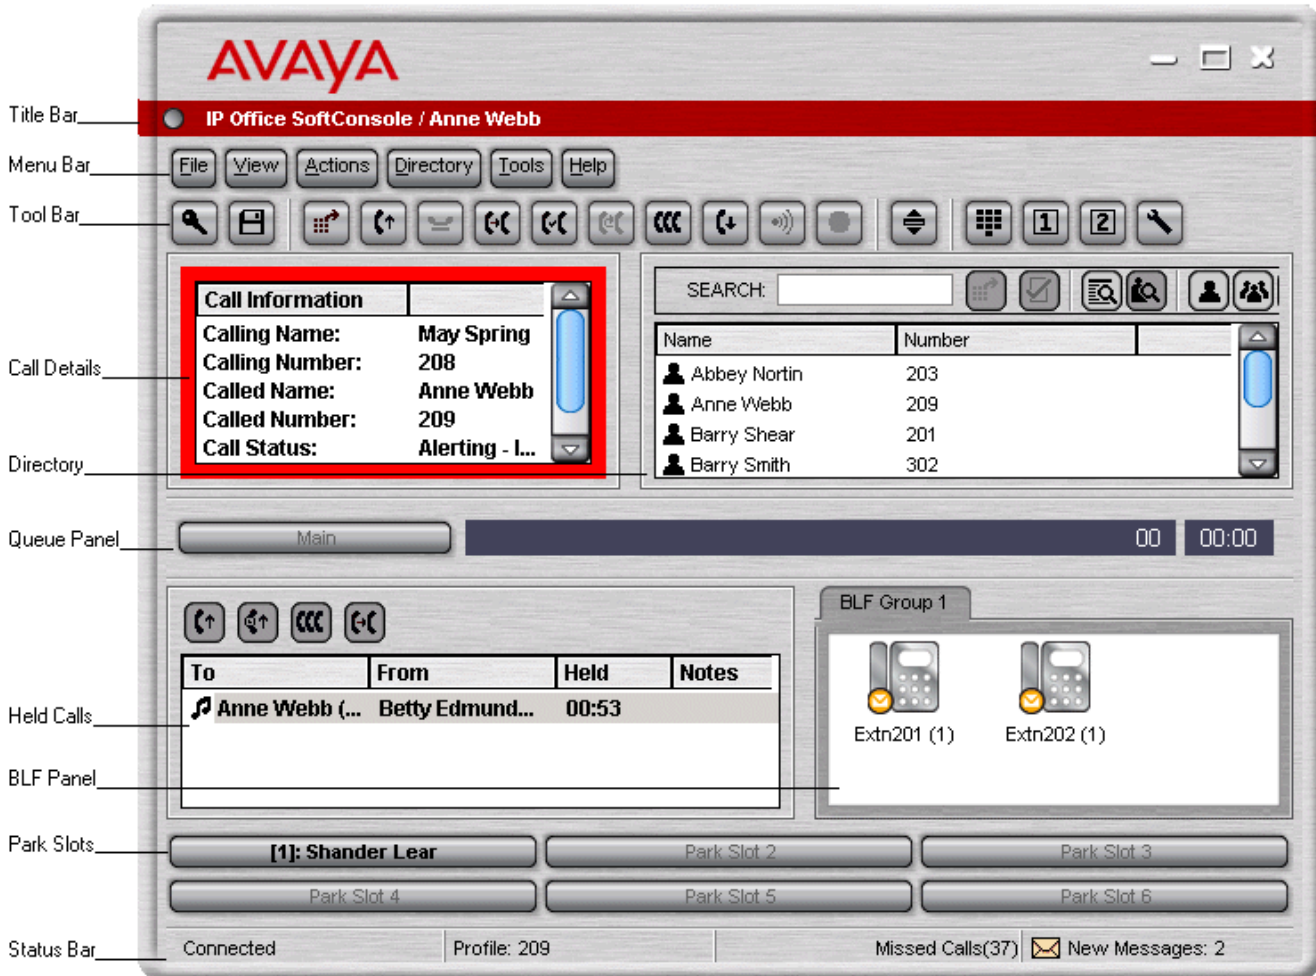 AVAYA
Title Bar
IP Office SoftConsole / Anne Webb
Menu Bar
File View Actions Directory Tools Help
Tool Bar
1 2
Call Information
Calling Name: May Spring
Calling Number: 208
Called Name: Anne Webb
Called Number: 209
Call Status: Alerting - I...
Call Details
SEARCH:
Name Number
Abbey Nortin 203
Anne Webb 209
Barry Shear 201
Barry Smith 302
Directory
Queue Panel
Main 00 00:00
To From Held Notes
Anne Webb (... Betty Edmund... 00:53
Held Calls
BLF Group 1
Extn201 (1) Extn202 (1)
BLF Panel
Park Slots
[1]: Shander Lear Park Slot 2 Park Slot 3
Park Slot 4 Park Slot 5 Park Slot 6
Status Bar
Connected Profile: 209 Missed Calls(37) New Messages: 2